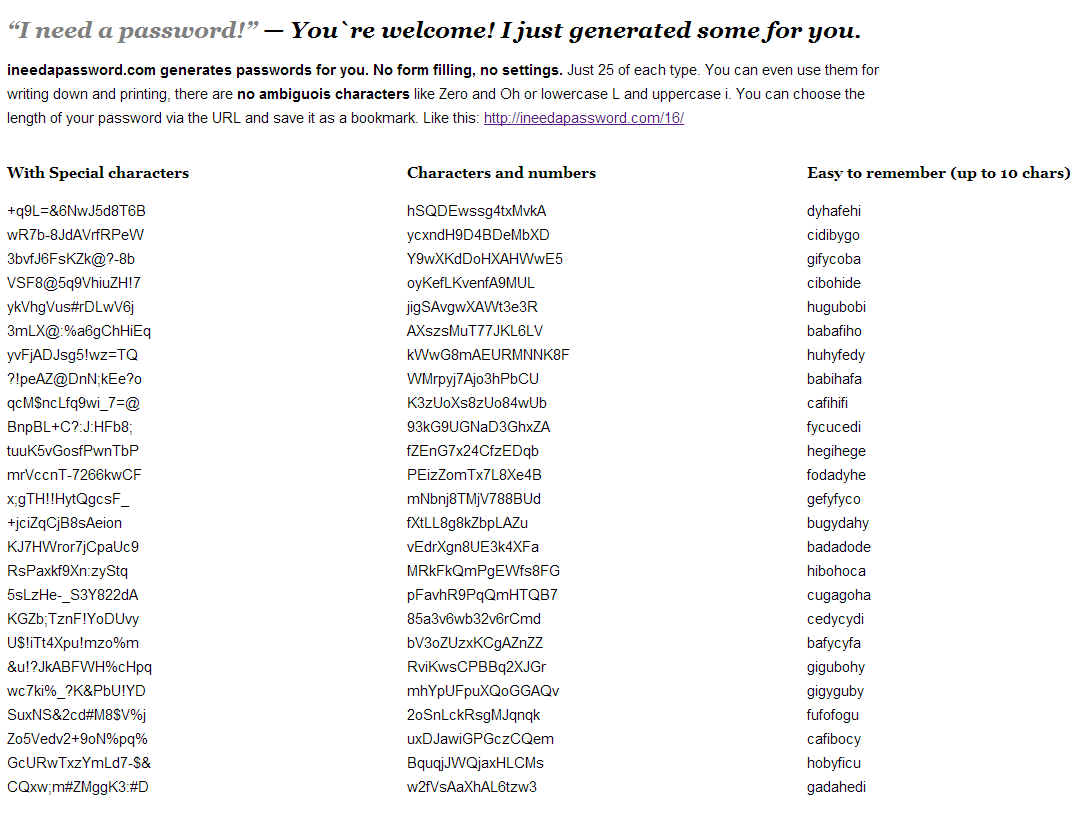 “I need a password!” — You`re welcome! I just generated some for you.
ineedapassword.com generates passwords for you. No form filling, no settings. Just 25 of each type. You can even use them for
writing down and printing, there are no ambiguois characters like Zero and Oh or lowercase L and uppercase i. You can choose the
length of your password via the URL and save it as a bookmark. Like this: http://ineedapassword.com/16/
With Special characters
+q9L=&6NwJ5d8T6B
wR7b-8JdAVrfRPeW
3bvfJ6FsKZk@?-8b
VSF8@5q9VhiuZH!7
ykVhgVus#rDLwV6j
3mLX@:%a6gChHiEq
yvFjADJsg5!wz=TQ
?!peAZ@DnN;kEe?o
qcM$ncLfq9wi_7=@
BnpBL+C?:J:HFb8;
tuuK5vGosfPwnTbP
mrVccnT-7266kwCF
x;gTH!!HytQgcsF_
+jciZqCjB8sAeion
KJ7HWror7jCpaUc9
RsPaxkf9Xn:zyStq
5sLzHe-_S3Y822dA
KGZb;TznF!YoDUvy
U$!iTt4Xpu!mzo%m
&u!?JkABFWH%cHpq
wc7ki%_?K&PbU!YD
SuxNS&2cd#M8$V%j
Zo5Vedv2+9oN%pq%
GcURwTxzYmLd7-$&
CQxw;m#ZMggK3:#D
Characters and numbers
hSQDEwssg4txMvkA
ycxndH9D4BDeMbXD
Y9wXKdDoHXAHWwE5
oyKefLKvenfA9MUL
jigSAvgwXAWt3e3R
AXszsMuT77JKL6LV
kWwG8mAEURMNNK8F
WMrpyj7Ajo3hPbCU
K3zUoXs8zUo84wUb
93kG9UGNaD3GhxZA
fZEnG7x24CfzEDqb
PEizZomTx7L8Xe4B
mNbnj8TMjV788BUd
fXtLL8g8kZbpLAZu
vEdrXgn8UE3k4XFa
MRkFkQmPgEWfs8FG
pFavhR9PqQmHTQB7
85a3v6wb32v6rCmd
bV3oZUzxKCgAZnZZ
RviKwsCPBBq2XJGr
mhYpUFpuXQoGGAQv
2oSnLckRsgMJqnqk
uxDJawiGPGczCQem
BquqjJWQjaxHLCMs
w2fVsAaXhAL6tzw3
Easy to remember (up to 10 chars)
dyhafehi
cidibygo
gifycoba
cibohide
hugubobi
babafiho
huhyfedy
babihafa
cafihifi
fycucedi
hegihege
fodadyhe
gefyfyco
bugydahy
badadode
hibohoca
cugagoha
cedycydi
bafycyfa
gigubohy
gigyguby
fufofogu
cafibocy
hobyficu
gadahedi